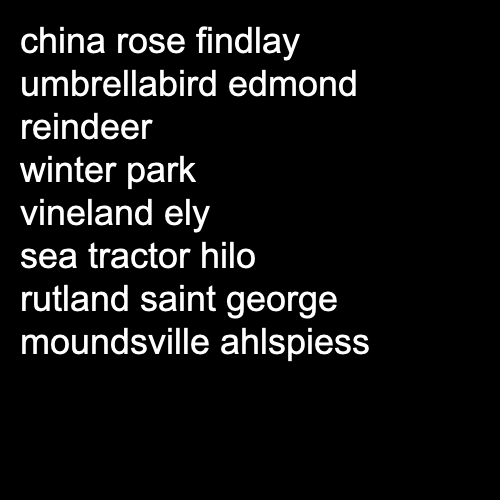 china rose findlay
umbrellabird edmond
reindeer
winter park
vineland ely
sea tractor hilo
rutland saint george
moundsville ahlspiess